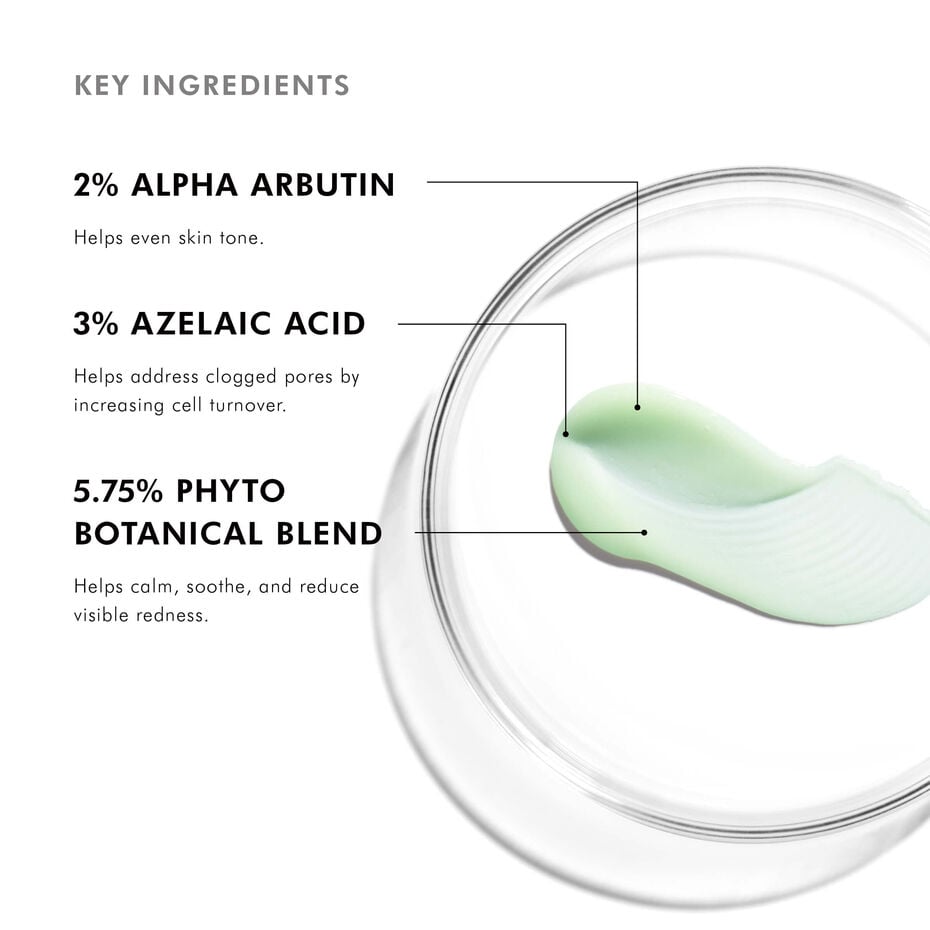 KEY INGREDIENTS
2% ALPHA ARBUTIN
Helps even skin tone.
3% AZELAIC ACID
Helps address clogged pores by
increasing cell turnover.
5.75% PHYTO
BOTANICAL BLEND
Helps calm, soothe, and reduce
visible redness.